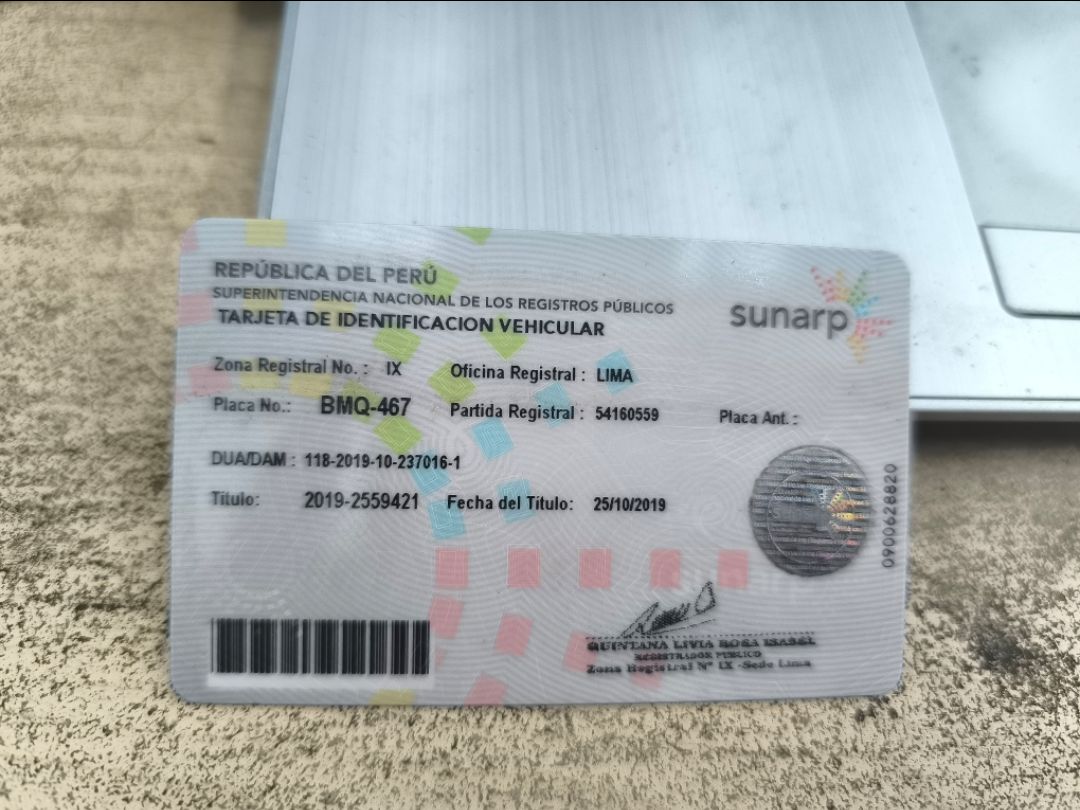 REPÚBLICA DEL PERÚ
SUPERINTENDENCIA NACIONAL DE LOS REGISTROS PÚBLICOS
TARJETA DE IDENTIFICACION VEHICULAR
sunarp
Zona Registral No. : IX Oficina Registral : LIMA
Placa No.: BMQ-467 Partida Registral : 54160559 Placa Ant. :
DUA/DAM : 118-2019-10-237016-1
Título: 2019-2559421 Fecha del Título: 25/10/2019
0900628820
QUINTANA LIVIA ROSA ISABEL
REGISTRADOR PUBLICO
Zona Registral Nº IX -Sede Lima